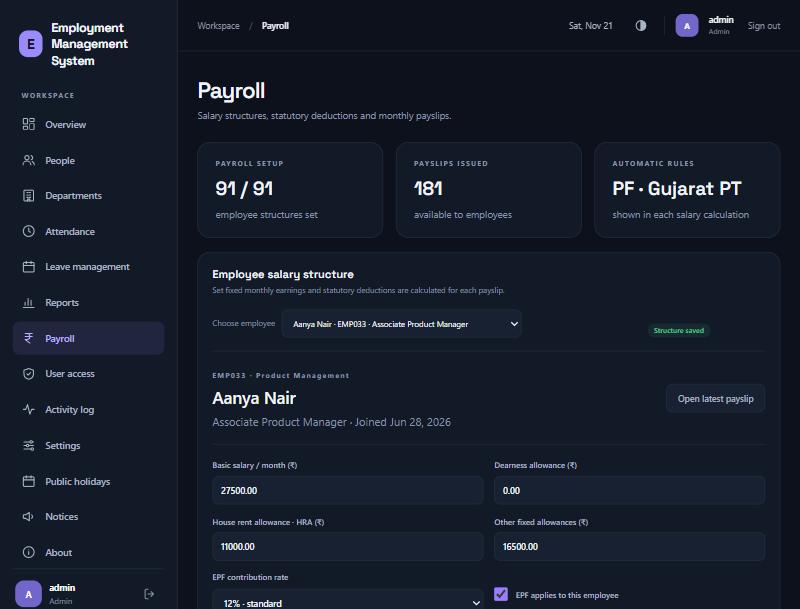 E
Employment
Management
System
WORKSPACE
Overview
People
Departments
Attendance
Leave management
Reports
Payroll
User access
Activity log
Settings
Public holidays
Notices
About
A
admin
Admin
Workspace / Payroll
Sat, Nov 21
A
admin
Admin
Sign out
Payroll
Salary structures, statutory deductions and monthly payslips.
PAYROLL SETUP
91 / 91
employee structures set
PAYSLIPS ISSUED
181
available to employees
AUTOMATIC RULES
PF · Gujarat PT
shown in each salary calculation
Employee salary structure
Set fixed monthly earnings and statutory deductions are calculated for each payslip.
Choose employee
Aanya Nair · EMP033 · Associate Product Manager
Structure saved
EMP033 · Product Management
Aanya Nair
Associate Product Manager · Joined Jun 28, 2026
Open latest payslip
Basic salary / month (₹)
27500.00
Dearness allowance (₹)
0.00
House rent allowance · HRA (₹)
11000.00
Other fixed allowances (₹)
16500.00
EPF contribution rate
12% · standard
EPF applies to this employee